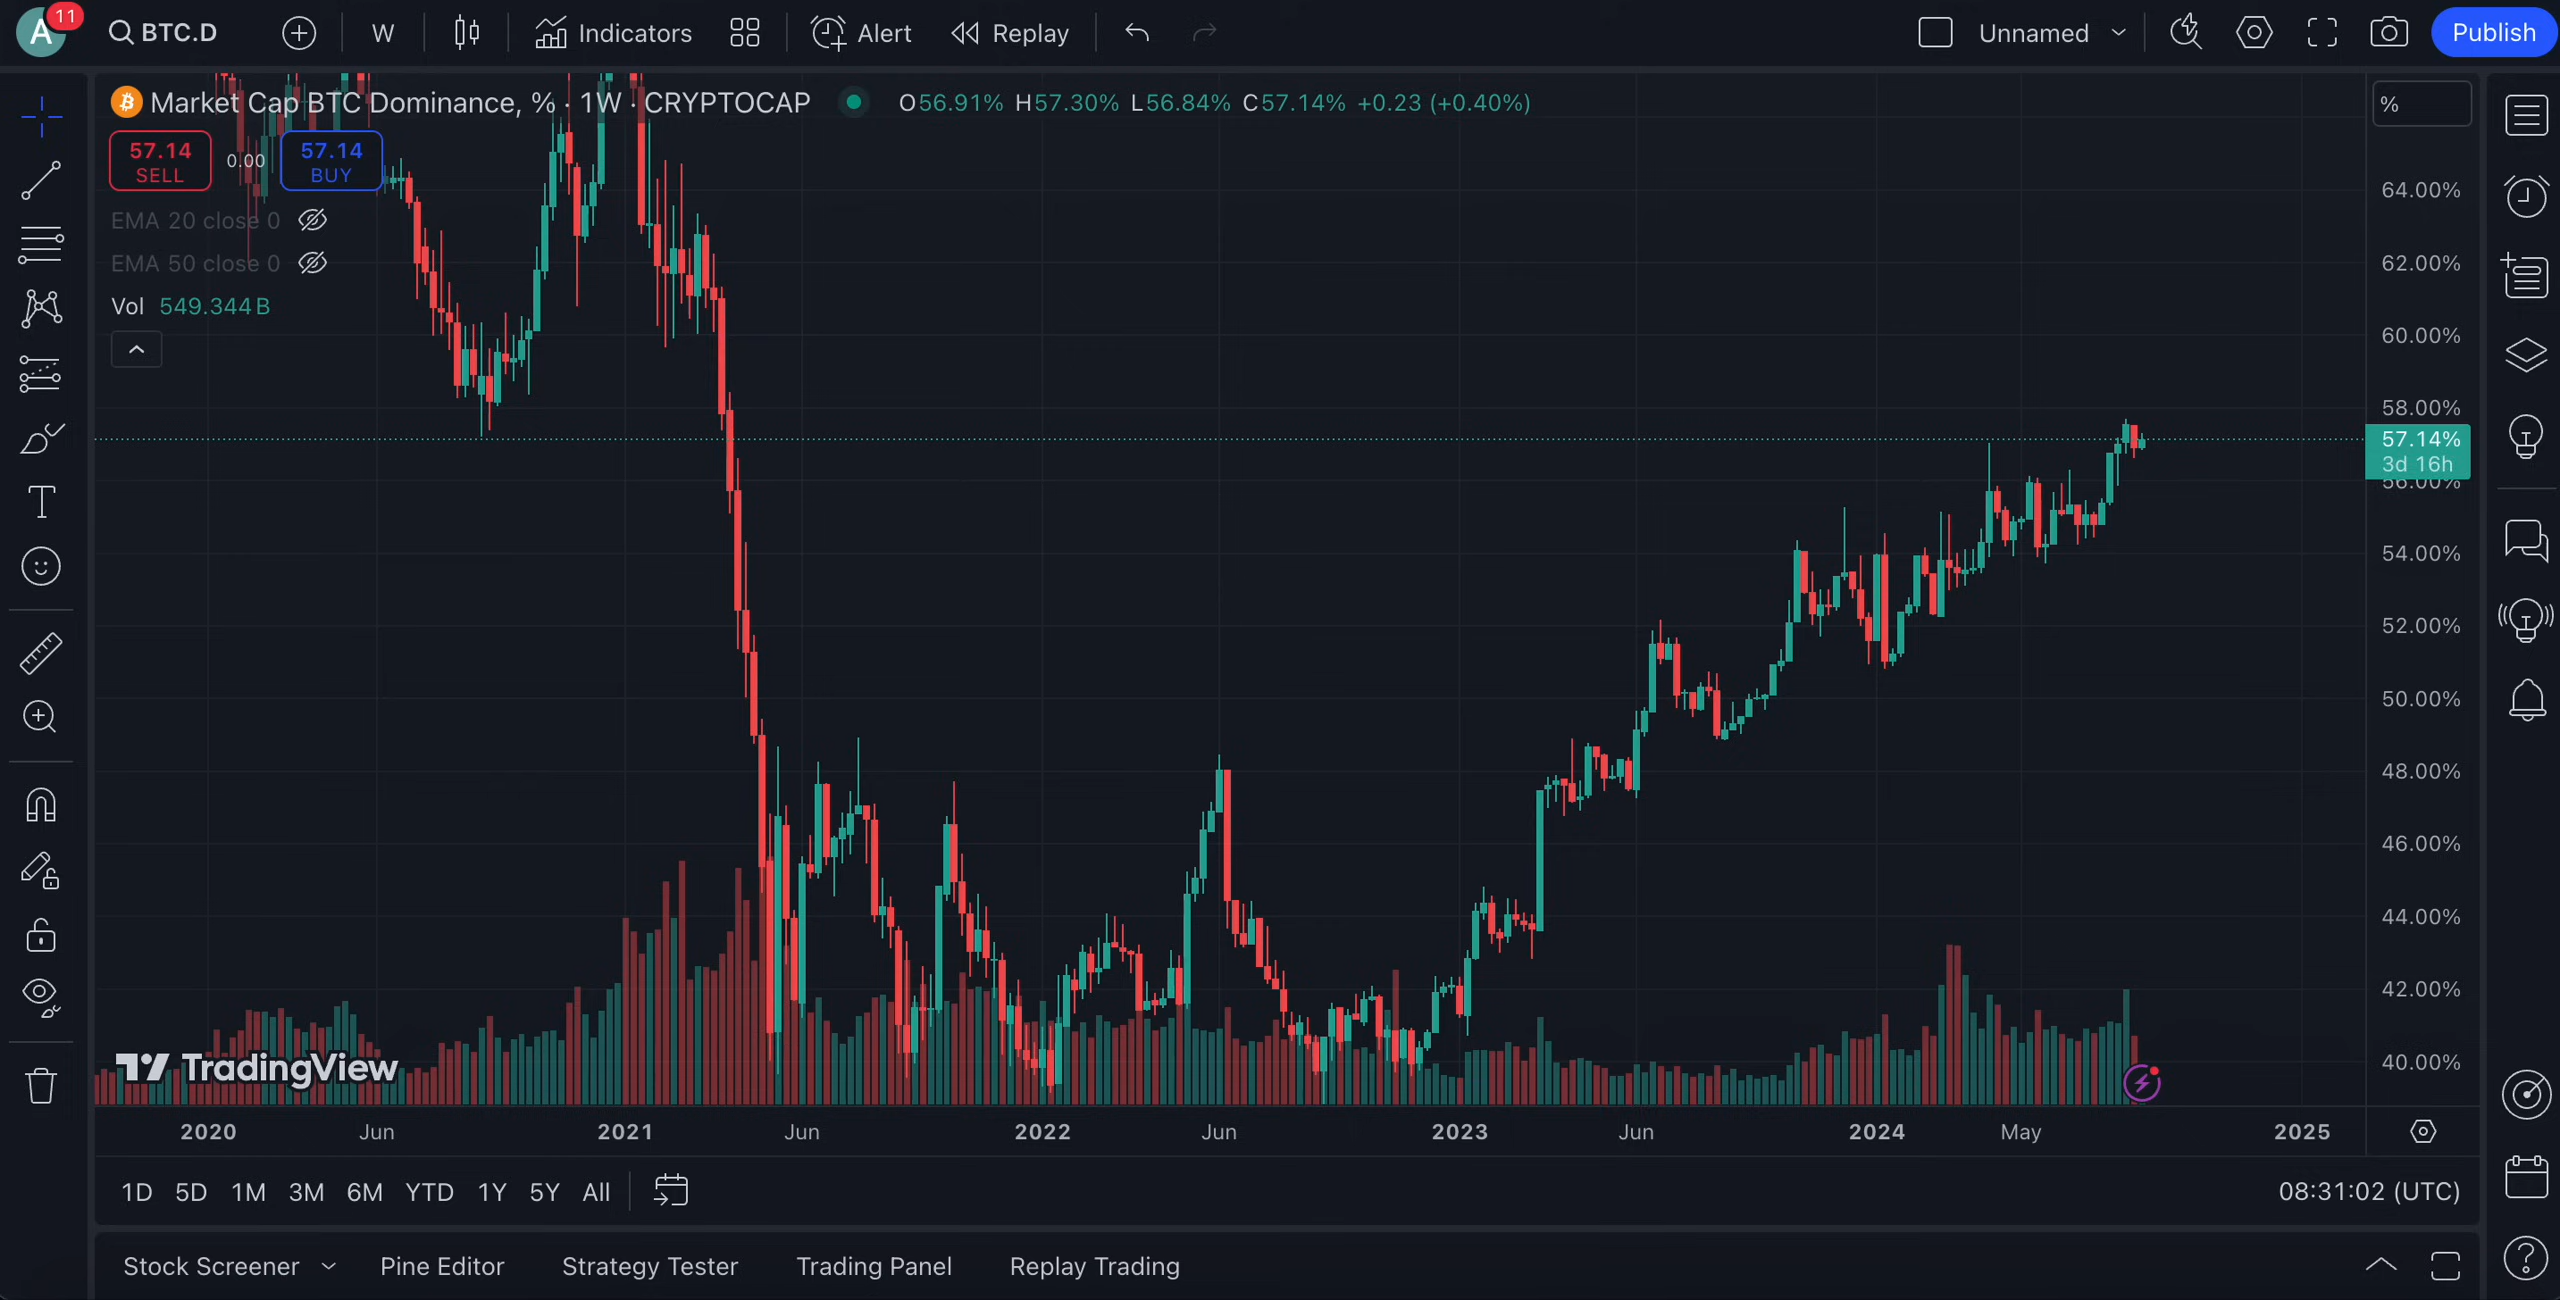 A 11 BTC.D W Indicators Alert Replay Unnamed Publish
Market Cap BTC Dominance, % · 1W · CRYPTOCAP O56.91% H57.30% L56.84% C57.14% +0.23 (+0.40%)
%
57.14 SELL 0.00 57.14 BUY
EMA 20 close 0
EMA 50 close 0
Vol 549.344B
64.00%
62.00%
60.00%
58.00%
57.14%
3d 16h
56.00%
54.00%
52.00%
50.00%
48.00%
46.00%
44.00%
42.00%
40.00%
TradingView
2020 Jun 2021 Jun 2022 Jun 2023 Jun 2024 May 2025
1D 5D 1M 3M 6M YTD 1Y 5Y All 08:31:02 (UTC)
Stock Screener Pine Editor Strategy Tester Trading Panel Replay Trading